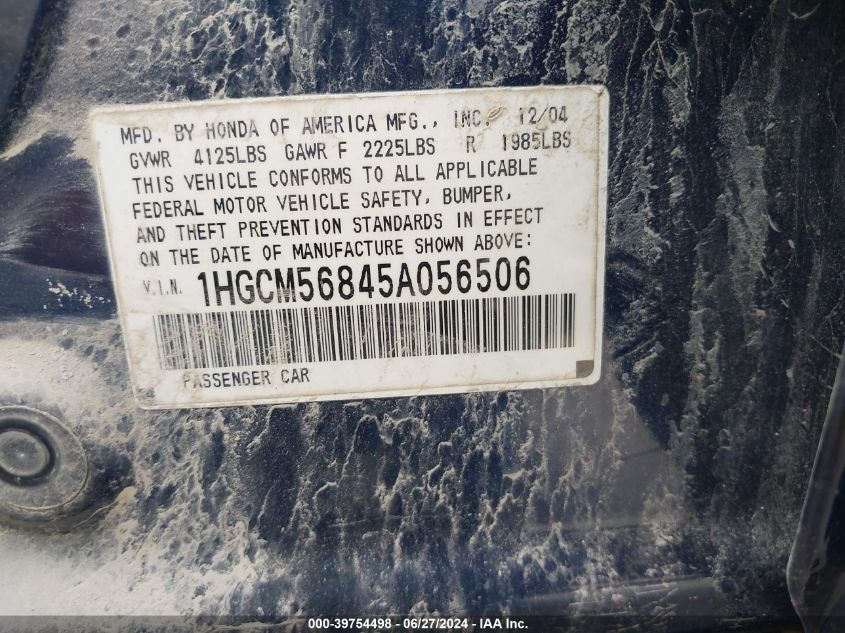 MFD. BY HONDA OF AMERICA MFG., INC. 12/04
GVWR 4125LBS GAWR F 2225LBS R 1985LBS
THIS VEHICLE CONFORMS TO ALL APPLICABLE
FEDERAL MOTOR VEHICLE SAFETY, BUMPER,
AND THEFT PREVENTION STANDARDS IN EFFECT
ON THE DATE OF MANUFACTURE SHOWN ABOVE:
V.I.N. 1HGCM56845A056506
PASSENGER CAR
000-39754498 - 06/27/2024 - IAA Inc.